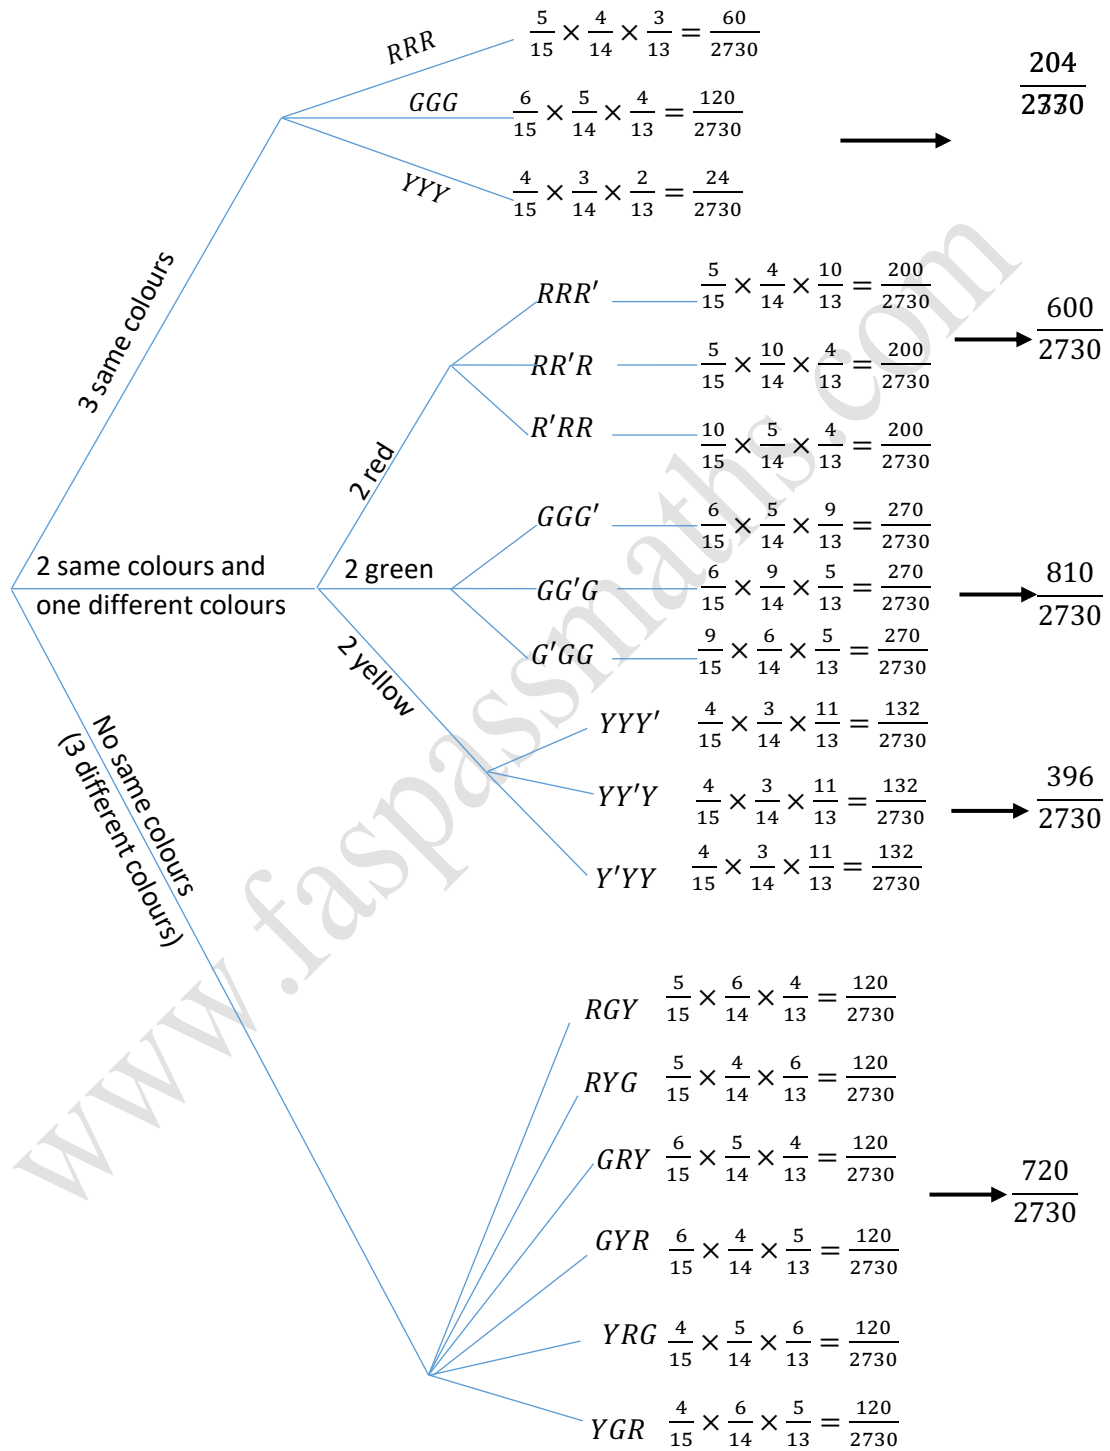 RRR 5/15 × 4/14 × 3/13 = 60/2730
GGG 6/15 × 5/14 × 4/13 = 120/2730
YYY 4/15 × 3/14 × 2/13 = 24/2730
204/2730
3 same colours
RRR′ 5/15 × 4/14 × 10/13 = 200/2730
RR′R 5/15 × 10/14 × 4/13 = 200/2730
R′RR 10/15 × 5/14 × 4/13 = 200/2730
600/2730
2 red
2 same colours and
one different colours
2 green
GGG′ 6/15 × 5/14 × 9/13 = 270/2730
GG′G 6/15 × 9/14 × 5/13 = 270/2730
G′GG 9/15 × 6/14 × 5/13 = 270/2730
810/2730
2 yellow
YYY′ 4/15 × 3/14 × 11/13 = 132/2730
YY′Y 4/15 × 3/14 × 11/13 = 132/2730
Y′YY 4/15 × 3/14 × 11/13 = 132/2730
396/2730
No same colours
(3 different colours)
RGY 5/15 × 6/14 × 4/13 = 120/2730
RYG 5/15 × 4/14 × 6/13 = 120/2730
GRY 6/15 × 5/14 × 4/13 = 120/2730
GYR 6/15 × 4/14 × 5/13 = 120/2730
YRG 4/15 × 5/14 × 6/13 = 120/2730
YGR 4/15 × 6/14 × 5/13 = 120/2730
720/2730
www.faspassmaths.com